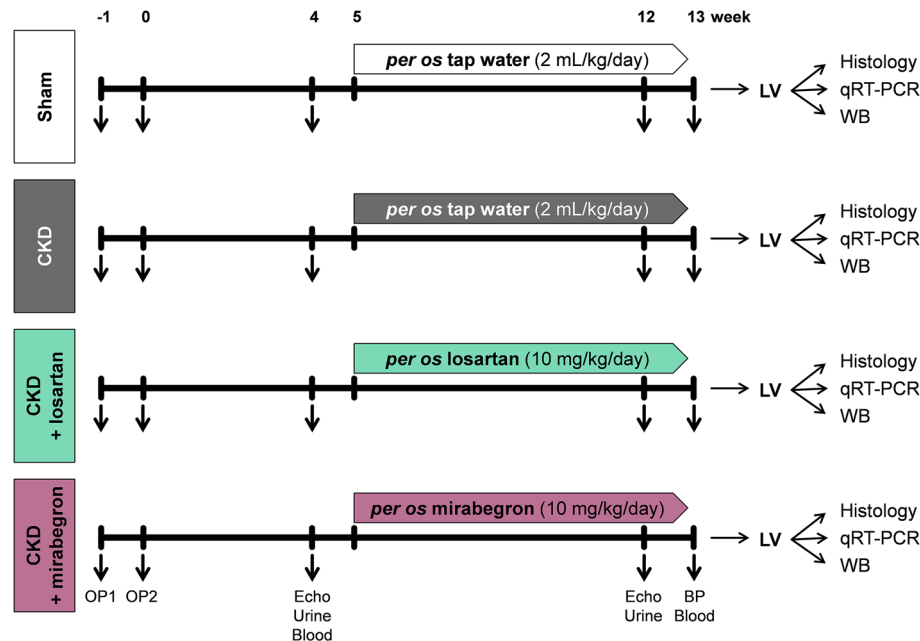 -1 0 4 5 12 13 week
Sham
per os tap water (2 mL/kg/day)
LV
Histology
qRT-PCR
WB
CKD
per os tap water (2 mL/kg/day)
LV
Histology
qRT-PCR
WB
CKD
+ losartan
per os losartan (10 mg/kg/day)
LV
Histology
qRT-PCR
WB
CKD
+ mirabegron
per os mirabegron (10 mg/kg/day)
LV
Histology
qRT-PCR
WB
OP1 OP2 Echo Echo BP
Urine Urine Blood
Blood